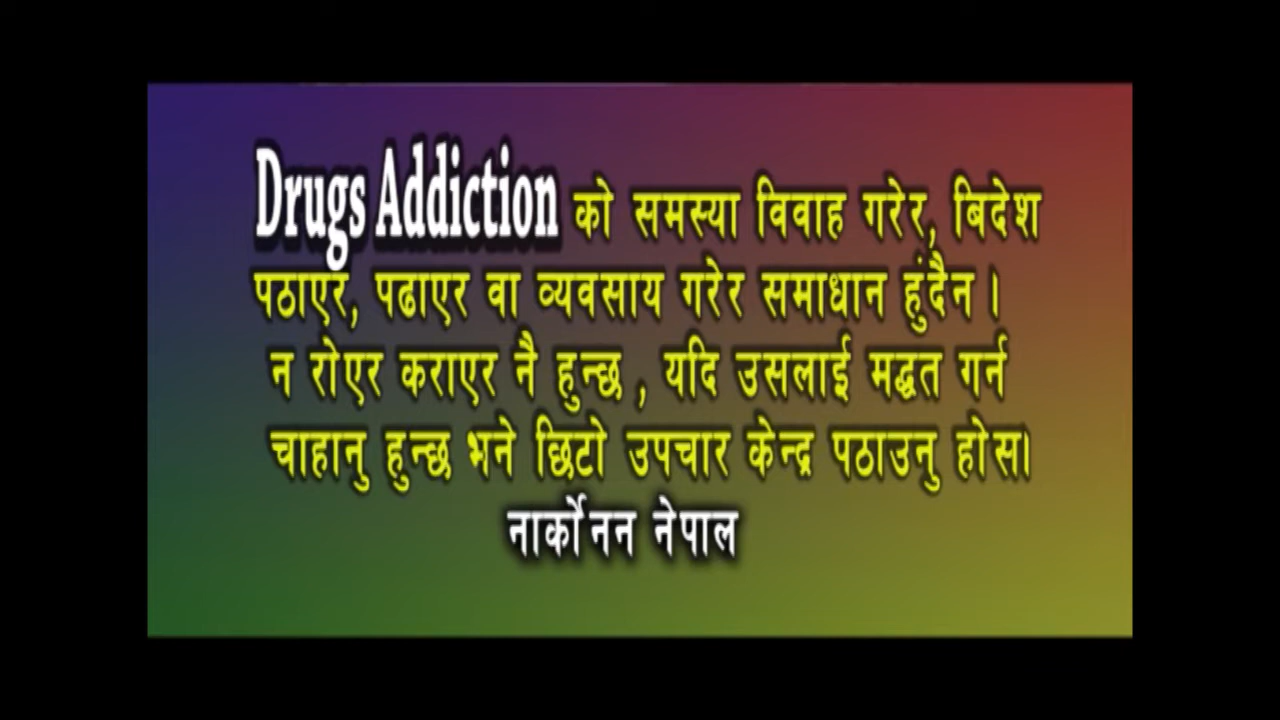 Drugs Addiction को समस्या विवाह गरेर, बिदेश
पठाएर, पढाएर वा व्यवसाय गरेर समाधान हुंदैन ।
न रोएर कराएर नै हुन्छ , यदि उसलाई मद्धत गर्न
चाहानु हुन्छ भने छिटो उपचार केन्द्र पठाउनु होस।
नार्कोनन नेपाल